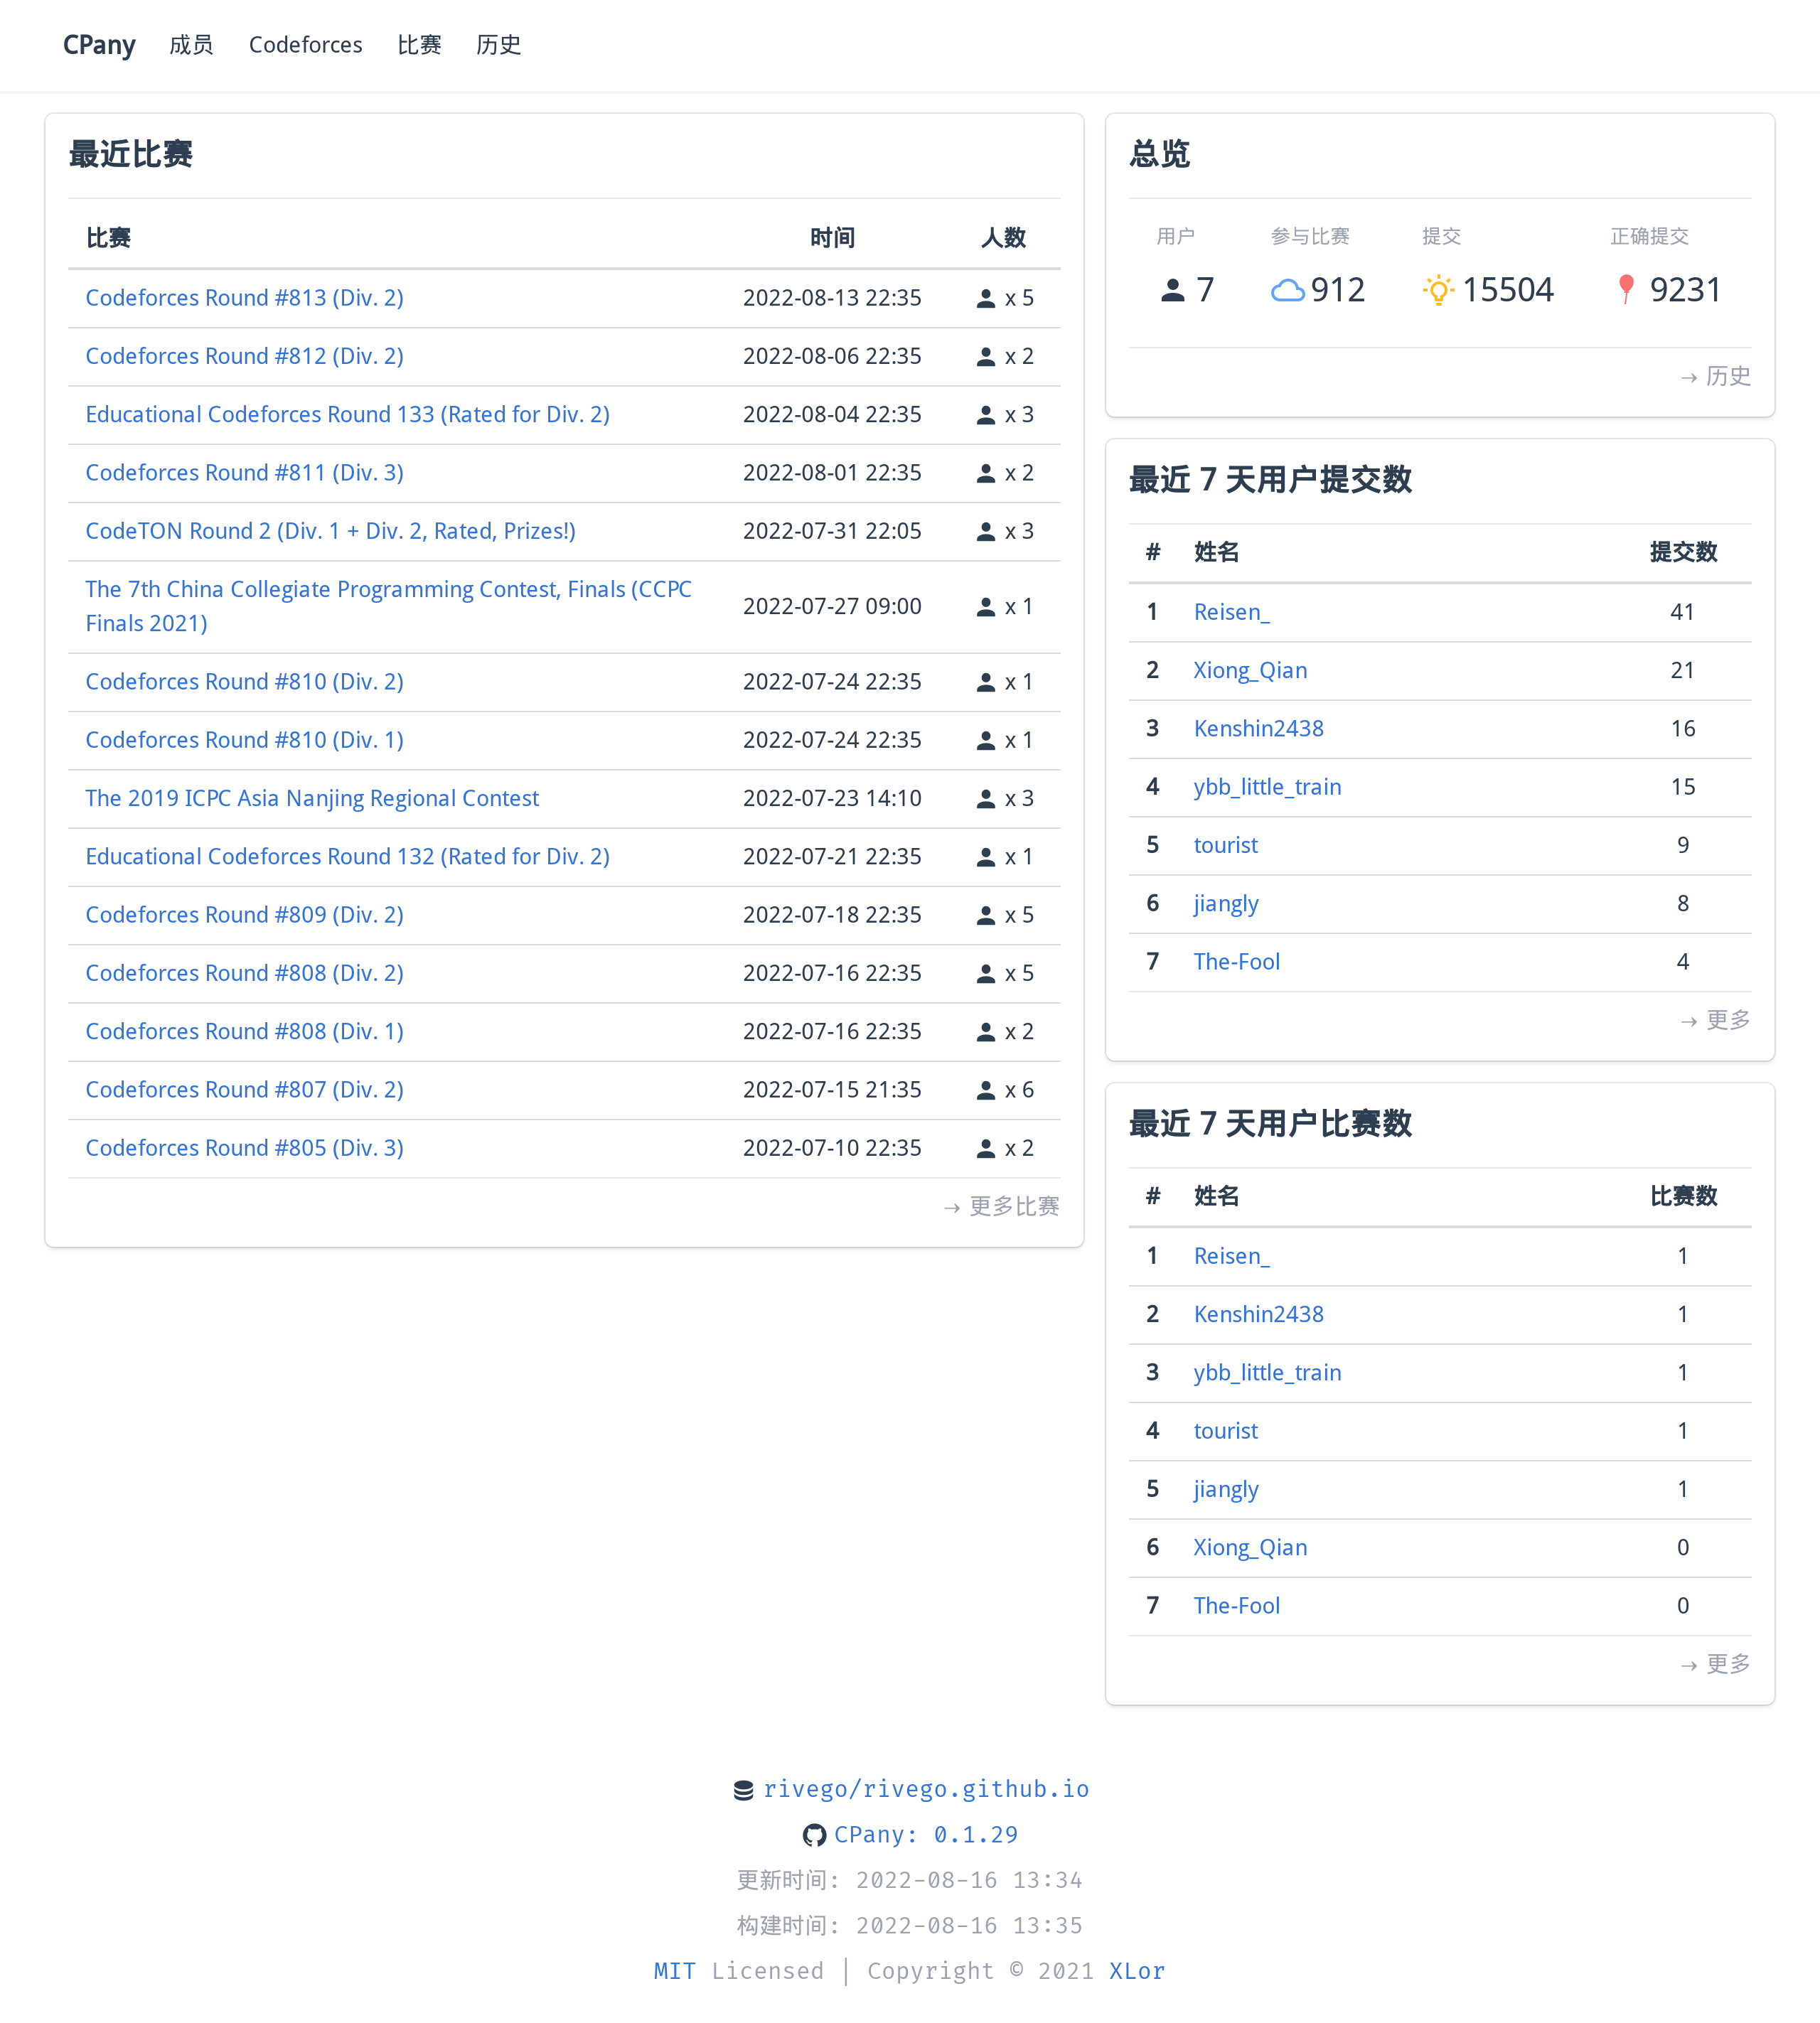 CPany 成员 Codeforces 比赛 历史
最近比赛
比赛 时间 人数
Codeforces Round #813 (Div. 2) 2022-08-13 22:35 x 5
Codeforces Round #812 (Div. 2) 2022-08-06 22:35 x 2
Educational Codeforces Round 133 (Rated for Div. 2) 2022-08-04 22:35 x 3
Codeforces Round #811 (Div. 3) 2022-08-01 22:35 x 2
CodeTON Round 2 (Div. 1 + Div. 2, Rated, Prizes!) 2022-07-31 22:05 x 3
The 7th China Collegiate Programming Contest, Finals (CCPC
Finals 2021) 2022-07-27 09:00 x 1
Codeforces Round #810 (Div. 2) 2022-07-24 22:35 x 1
Codeforces Round #810 (Div. 1) 2022-07-24 22:35 x 1
The 2019 ICPC Asia Nanjing Regional Contest 2022-07-23 14:10 x 3
Educational Codeforces Round 132 (Rated for Div. 2) 2022-07-21 22:35 x 1
Codeforces Round #809 (Div. 2) 2022-07-18 22:35 x 5
Codeforces Round #808 (Div. 2) 2022-07-16 22:35 x 5
Codeforces Round #808 (Div. 1) 2022-07-16 22:35 x 2
Codeforces Round #807 (Div. 2) 2022-07-15 21:35 x 6
Codeforces Round #805 (Div. 3) 2022-07-10 22:35 x 2
→ 更多比赛
总览
用户 参与比赛 提交 正确提交
7 912 15504 9231
→ 历史
最近 7 天用户提交数
# 姓名 提交数
1 Reisen_ 41
2 Xiong_Qian 21
3 Kenshin2438 16
4 ybb_little_train 15
5 tourist 9
6 jiangly 8
7 The-Fool 4
→ 更多
最近 7 天用户比赛数
# 姓名 比赛数
1 Reisen_ 1
2 Kenshin2438 1
3 ybb_little_train 1
4 tourist 1
5 jiangly 1
6 Xiong_Qian 0
7 The-Fool 0
→ 更多
rivego/rivego.github.io
CPany: 0.1.29
更新时间: 2022-08-16 13:34
构建时间: 2022-08-16 13:35
MIT Licensed | Copyright © 2021 XLor